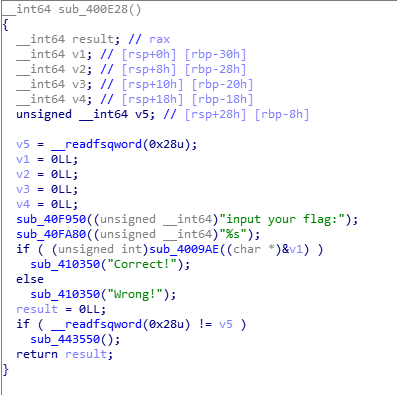 __int64 sub_400E28()
{
  __int64 result; // rax
  __int64 v1; // [rsp+0h] [rbp-30h]
  __int64 v2; // [rsp+8h] [rbp-28h]
  __int64 v3; // [rsp+10h] [rbp-20h]
  __int64 v4; // [rsp+18h] [rbp-18h]
  unsigned __int64 v5; // [rsp+28h] [rbp-8h]

  v5 = __readfsqword(0x28u);
  v1 = 0LL;
  v2 = 0LL;
  v3 = 0LL;
  v4 = 0LL;
  sub_40F950((unsigned __int64)"input your flag:");
  sub_40FA80((unsigned __int64)"%s");
  if ( (unsigned int)sub_4009AE((char *)&v1) )
    sub_410350("Correct!");
  else
    sub_410350("Wrong!");
  result = 0LL;
  if ( __readfsqword(0x28u) != v5 )
    sub_443550();
  return result;
}